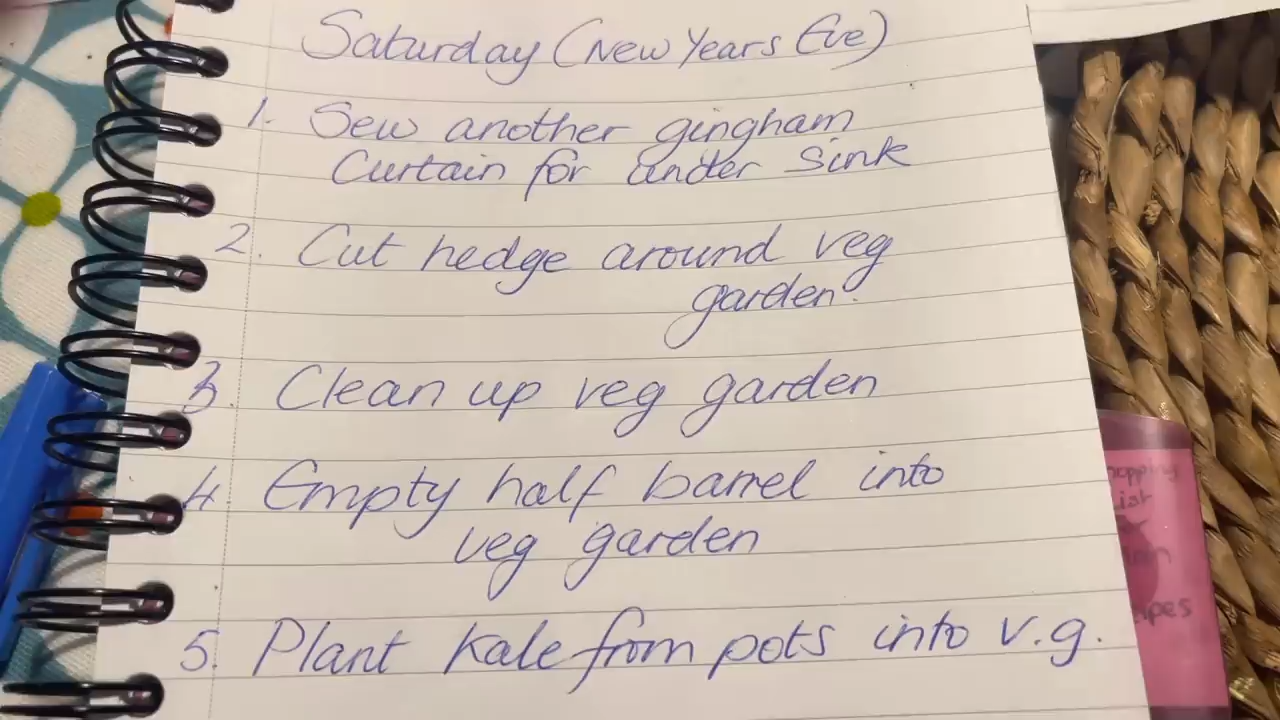 Saturday (New Years Eve)
1. Sew another gingham
Curtain for under Sink
2. Cut hedge around veg
garden.
3. Clean up veg garden
4. Empty half barrel into
veg garden
5. Plant Kale from pots into v.g.